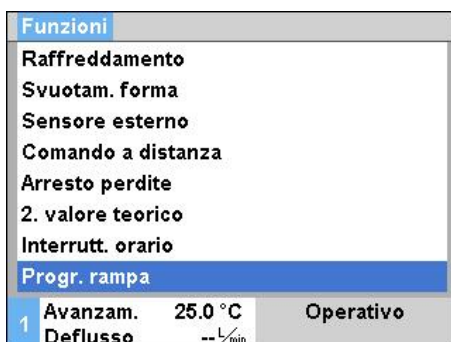 Funzioni
Raffreddamento
Svuotam. forma
Sensore esterno
Comando a distanza
Arresto perdite
2. valore teorico
Interrutt. orario
Progr. rampa
1 Avanzam. 25.0 °C Operativo
Deflusso -- L/min